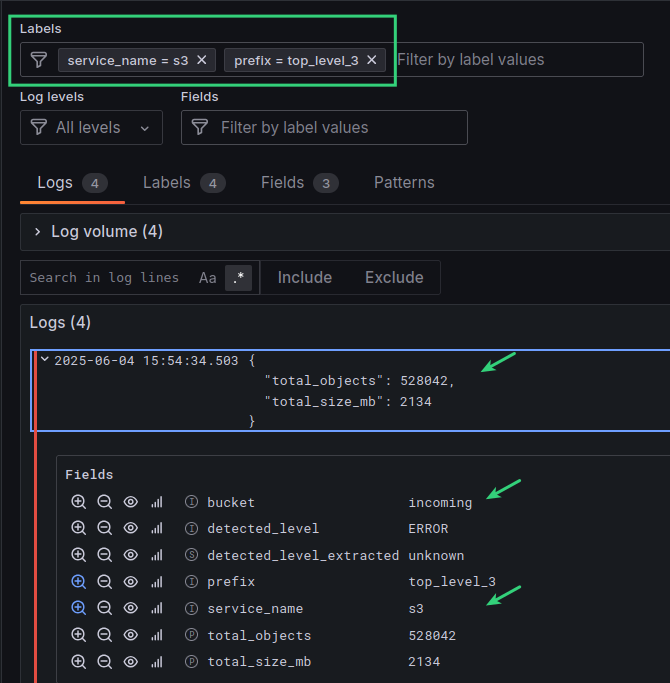 Labels
service_name = s3 × prefix = top_level_3 × Filter by label values
Log levels Fields
All levels Filter by label values
Logs 4 Labels 4 Fields 3 Patterns
Log volume (4)
Search in log lines Aa .* Include Exclude
Logs (4)
2025-06-04 15:54:34.503 {
"total_objects": 528042,
"total_size_mb": 2134
}
Fields
I bucket incoming
I detected_level ERROR
S detected_level_extracted unknown
I prefix top_level_3
I service_name s3
P total_objects 528042
P total_size_mb 2134